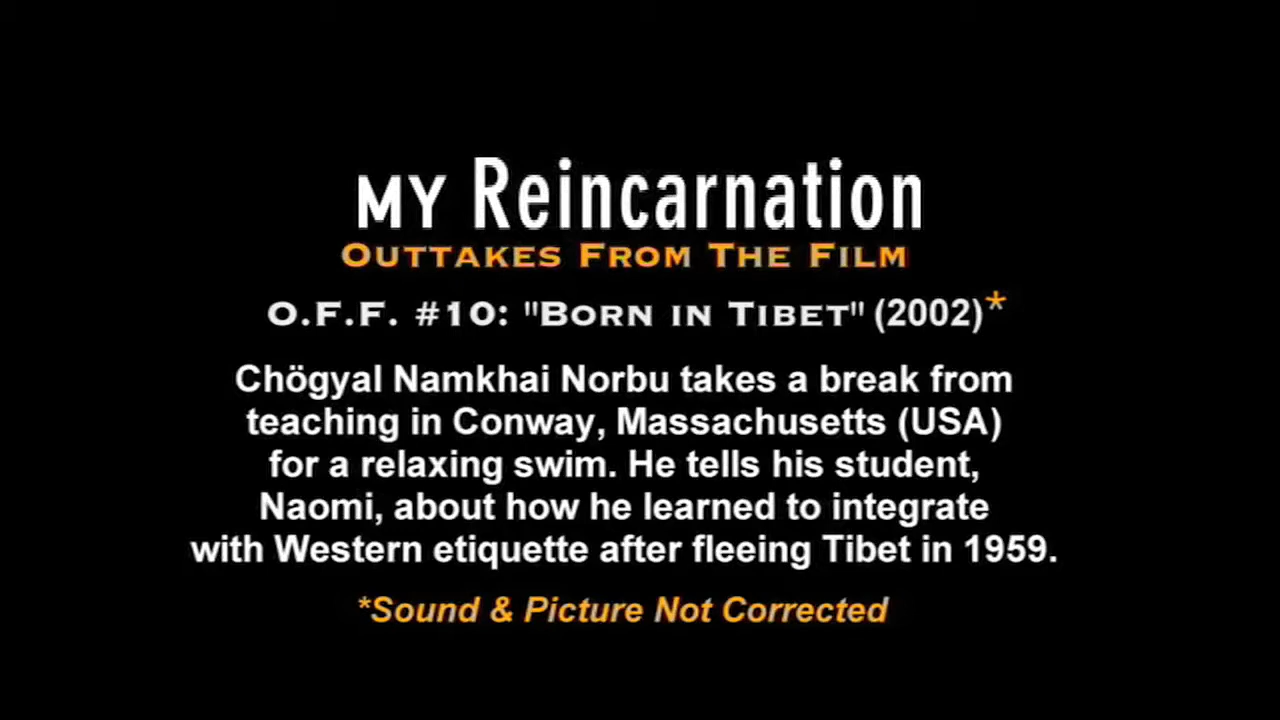 MY Reincarnation
OUTTAKES FROM THE FILM
O.F.F. #10: "BORN IN TIBET" (2002)*
Chögyal Namkhai Norbu takes a break from
teaching in Conway, Massachusetts (USA)
for a relaxing swim. He tells his student,
Naomi, about how he learned to integrate
with Western etiquette after fleeing Tibet in 1959.
*Sound & Picture Not Corrected